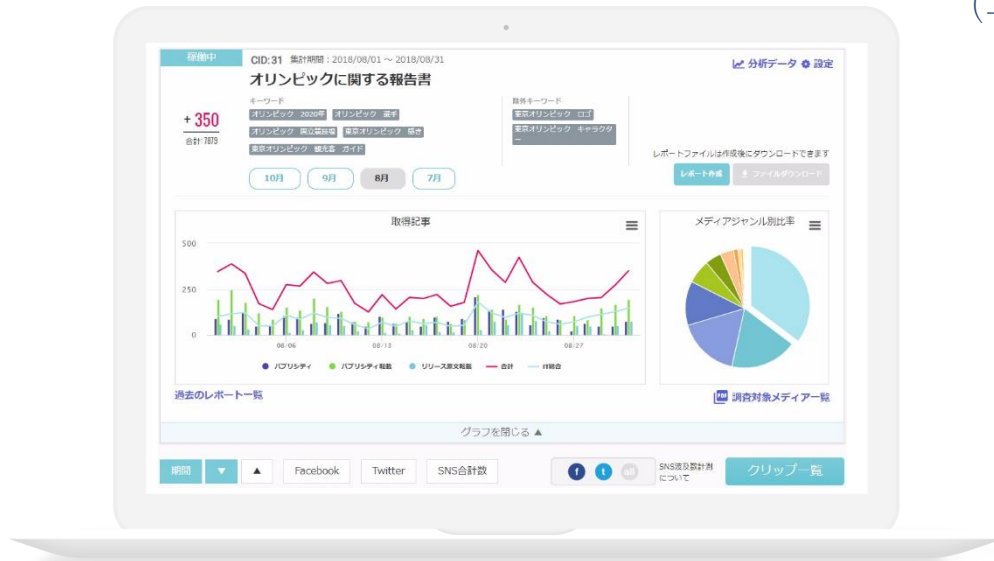 稼働中
CID:31 集計期間:2018/08/01 ~ 2018/08/31
分析データ 設定
オリンピックに関する報告書
+ 350
合計: 7879
キーワード
オリンピック 2020年 オリンピック 選手
オリンピック 国立競技場 東京オリンピック 暑さ
東京オリンピック 観光客 ガイド
除外キーワード
東京オリンピック ロゴ
東京オリンピック キャラクター
レポートファイルは作成後にダウンロードできます
レポート作成 ファイルダウンロード
10月 9月 8月 7月
取得記事
500
250
0
08/06 08/13 08/20 08/27
パブリシティ パブリシティ転載 リリース原文転載 合計
メディアジャンル別比率
過去のレポート一覧
PDF 調査対象メディア一覧
グラフを閉じる ▲
期間 ▼ ▲ Facebook Twitter SNS合計数
SNS波及数計測
について
クリップ一覧